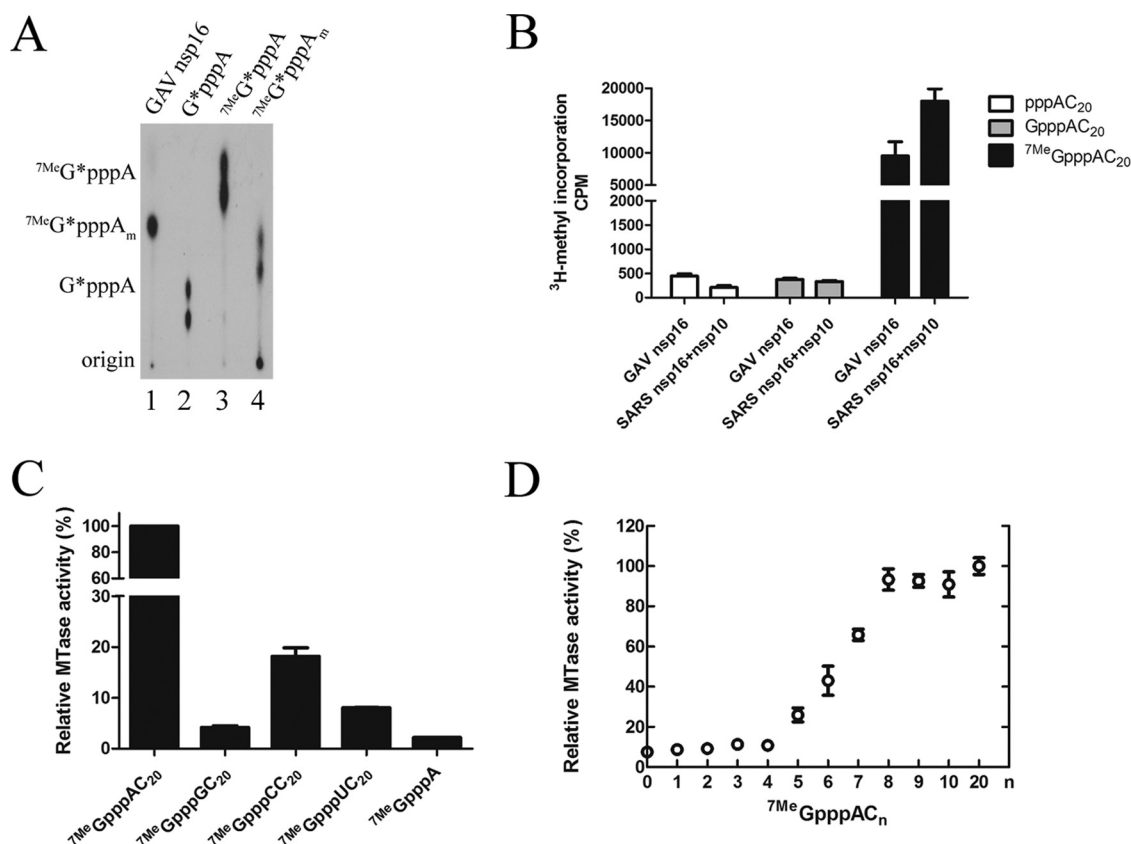 A
GAV nsp16
G*pppA
7MeG*pppA
7MeG*pppAm
7MeG*pppA
7MeG*pppAm
G*pppA
origin
1 2 3 4
B
3H-methyl incorporation
CPM
20000
15000
10000
5000
2000
1500
1000
500
0
GAV nsp16
SARS nsp16+nsp10
GAV nsp16
SARS nsp16+nsp10
GAV nsp16
SARS nsp16+nsp10
pppAC20
GpppAC20
7MeGpppAC20
C
Relative MTase activity (%)
100
80
60
30
20
10
0
7MeGpppAC20
7MeGpppGC20
7MeGpppCC20
7MeGpppUC20
7MeGpppA
D
Relative MTase activity (%)
120
100
80
60
40
20
0
0 1 2 3 4 5 6 7 8 9 10 20 n
7MeGpppACn